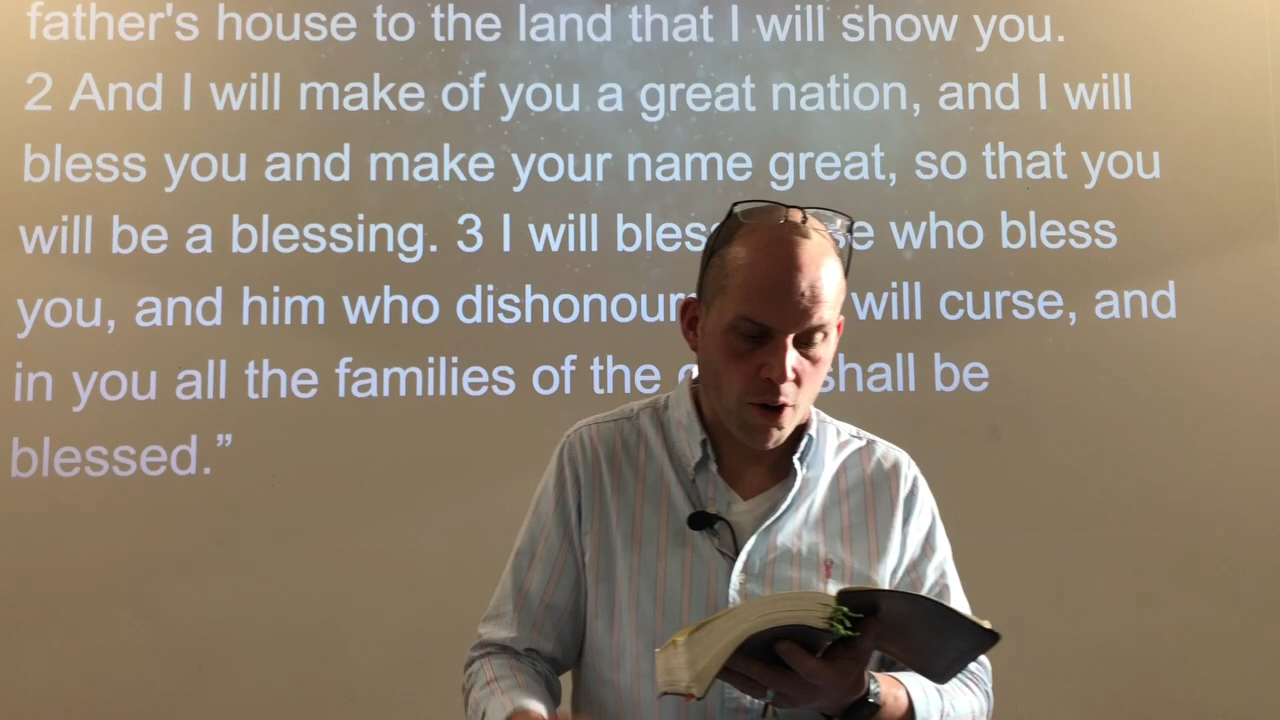 father's house to the land that I will show you.
2 And I will make of you a great nation, and I will
bless you and make your name great, so that you
will be a blessing. 3 I will bless who bless
you, and him who dishonour will curse, and
in you all the families of the shall be
blessed.”